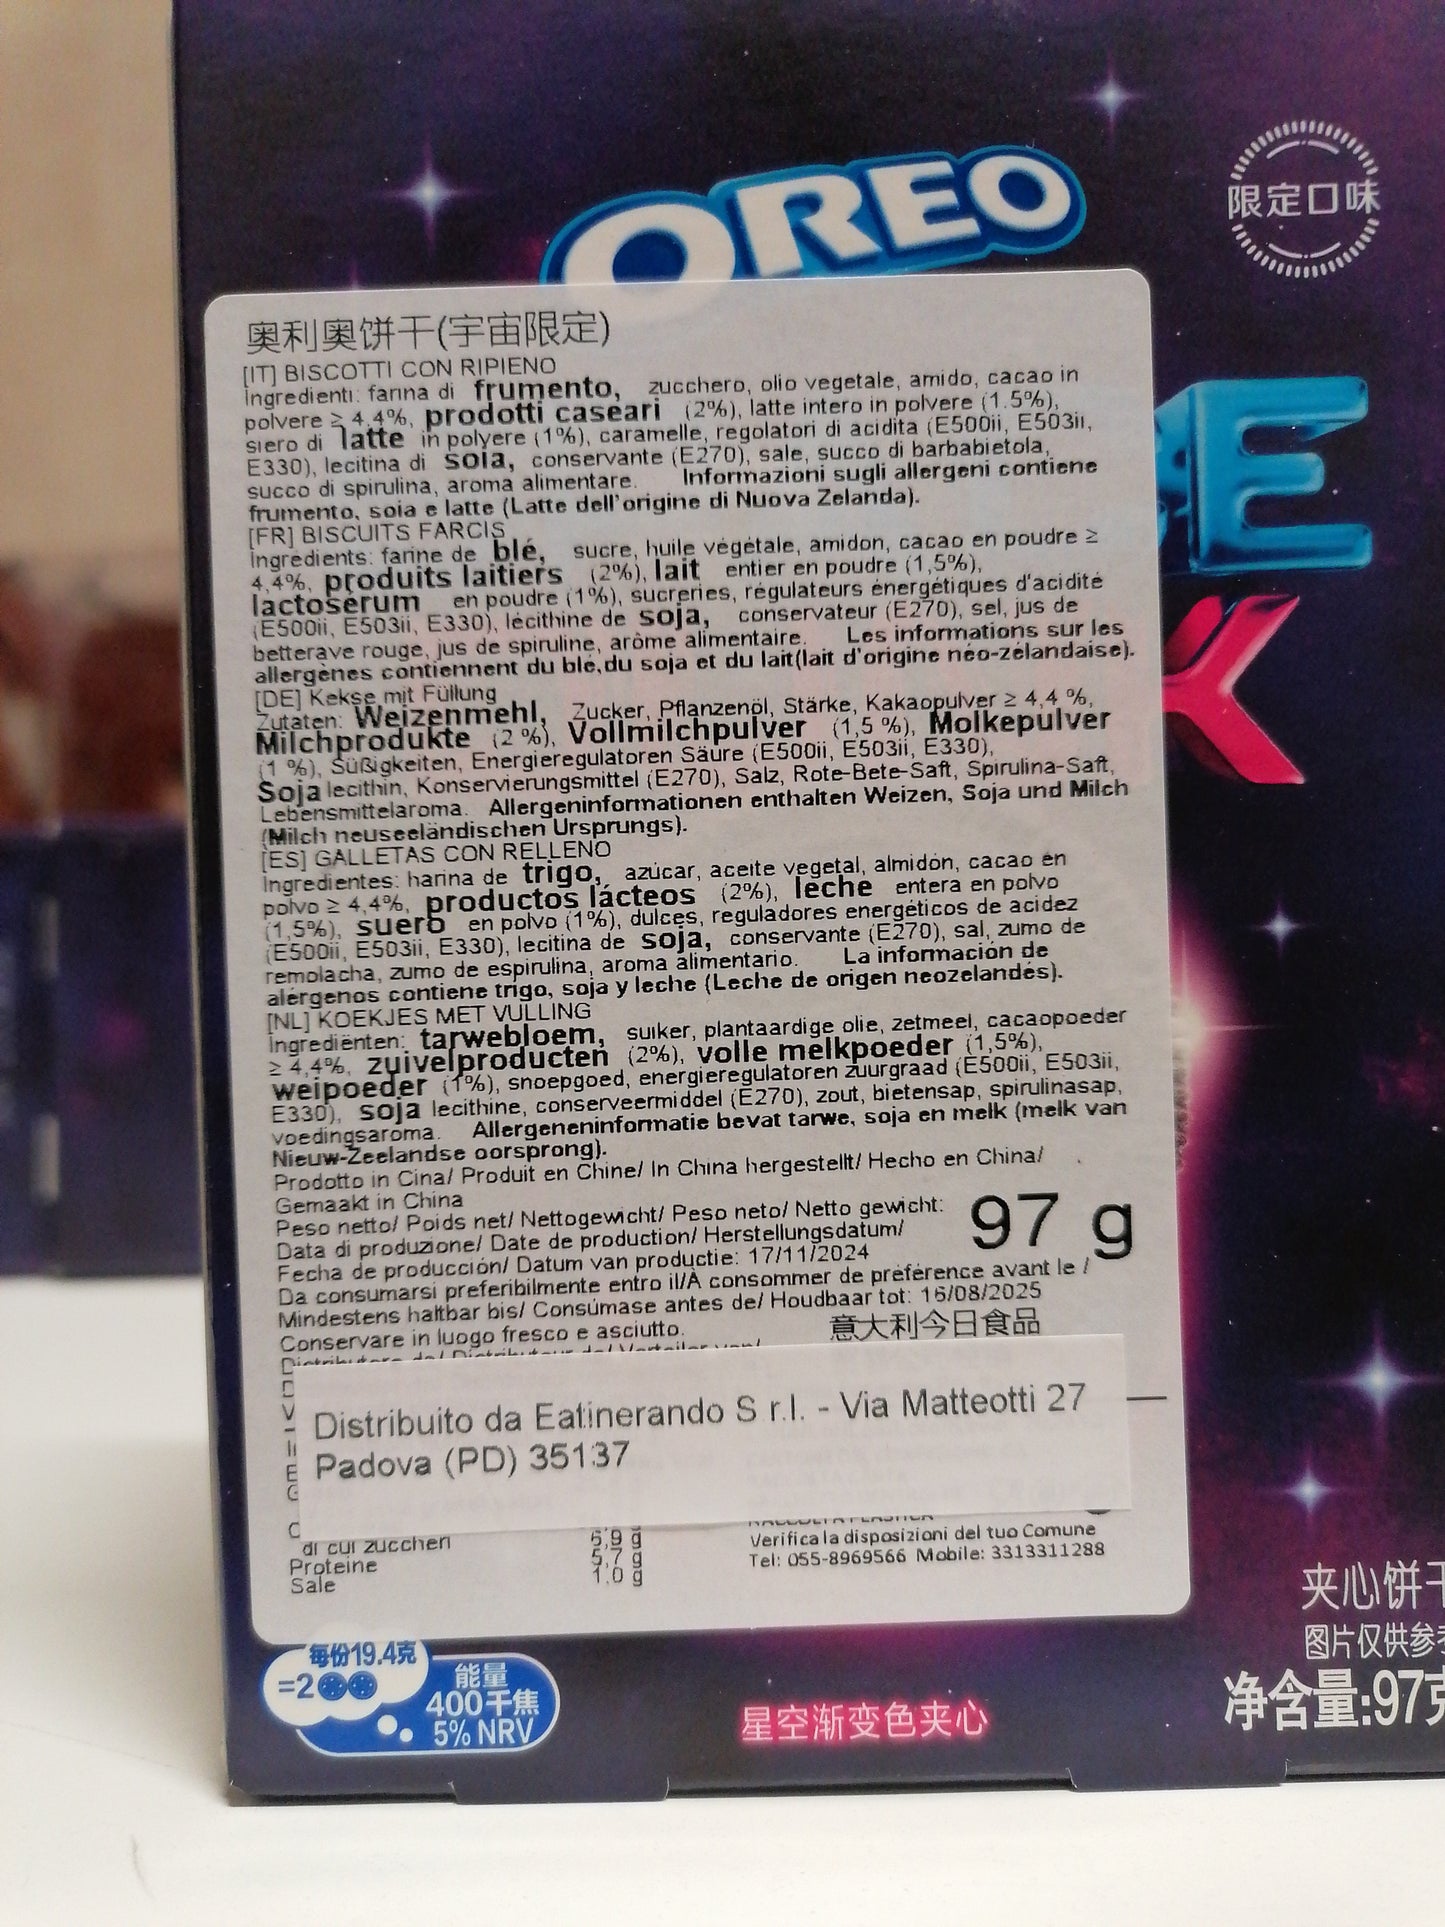 OREO
限定口味
奥利奥饼干(宇宙限定)
[IT] BISCOTTI CON RIPIENO
Ingredienti: farina di frumento, zucchero, olio vegetale, amido, cacao in
polvere ≥ 4.4%, prodotti caseari (2%), latte intero in polvere (1.5%),
siero di latte in polvere (1%), caramelle, regolatori di acidita (E500ii, E503ii,
E330), lecitina di soia, conservante (E270), sale, succo di barbabietola,
succo di spirulina, aroma alimentare. Informazioni sugli allergeni contiene
frumento, soia e latte (Latte dell'origine di Nuova Zelanda).
[FR] BISCUITS FARCIS
Ingrédients: farine de blé, sucre, huile végétale, amidon, cacao en poudre ≥
4,4%, produits laitiers (2%), lait entier en poudre (1,5%),
lactosérum en poudre (1%), sucreries, régulateurs énergétiques d'acidité
(E500ii, E503ii, E330), lécithine de soja, conservateur (E270), sel, jus de
betterave rouge, jus de spiruline, arôme alimentaire. Les informations sur les
allergènes contiennent du blé,du soja et du lait(lait d'origine néo-zélandaise).
[DE] Kekse mit Füllung
Zutaten: Weizenmehl, Zucker, Pflanzenöl, Stärke, Kakaopulver ≥ 4,4 %,
Milchprodukte (2 %), Vollmilchpulver (1,5 %), Molkepulver
(1 %), Süßigkeiten, Energieregulatoren Säure (E500ii, E503ii, E330),
Soja lecithin, Konservierungsmittel (E270), Salz, Rote-Bete-Saft, Spirulina-Saft,
Lebensmittelaroma. Allergeninformationen enthalten Weizen, Soja und Milch
(Milch neuseeländischen Ursprungs).
[ES] GALLETAS CON RELLENO
Ingredientes: harina de trigo, azúcar, aceite vegetal, almidón, cacao en
polvo ≥ 4,4%, productos lácteos (2%), leche entera en polvo
(1,5%), suero en polvo (1%), dulces, reguladores energéticos de acidez
(E500ii, E503ii, E330), lecitina de soja, conservante (E270), sal, zumo de
remolacha, zumo de espirulina, aroma alimentario. La información de
alérgenos contiene trigo, soja y leche (Leche de origen neozelandés).
[NL] KOEKJES MET VULLING
Ingrediënten: tarwebloem, suiker, plantaardige olie, zetmeel, cacaopoeder
≥ 4,4%, zuivelproducten (2%), volle melkpoeder (1,5%),
weipoeder (1%), snoepgoed, energieregulatoren zuurgraad (E500ii, E503ii,
E330), soja lecithine, conserveermiddel (E270), zout, bietensap, spirulinasap,
voedingsaroma. Allergeneninformatie bevat tarwe, soja en melk (melk van
Nieuw-Zeelandse oorsprong).
Prodotto in Cina/ Produit en Chine/ In China hergestellt/ Hecho en China/
Gemaakt in China
Peso netto/ Poids net/ Nettogewicht/ Peso neto/ Netto gewicht: 97 g
Data di produzione/ Date de production/ Herstellungsdatum/
Fecha de producción/ Datum van productie: 17/11/2024
Da consumarsi preferibilmente entro il/À consommer de préférence avant le /
Mindestens haltbar bis/ Consúmase antes de/ Houdbaar tot: 16/08/2025
Conservare in luogo fresco e asciutto.
意大利今日食品
Distributore da/ Distributeur de/ Verteiler von/
Distribuito da Eatinerando S r.l. - Via Matteotti 27
Padova (PD) 35137
RACCOLTA PLASTICA
di cui zuccheri 6,9 g
Verifica la disposizioni del tuo Comune
Proteine 5,7 g
Tel: 055-8969566 Mobile: 3313311288
Sale 1,0 g
每份19.4克
=2
能量
400千焦
5% NRV
星空渐变色夹心
夹心饼干
图片仅供参考
净含量:97克